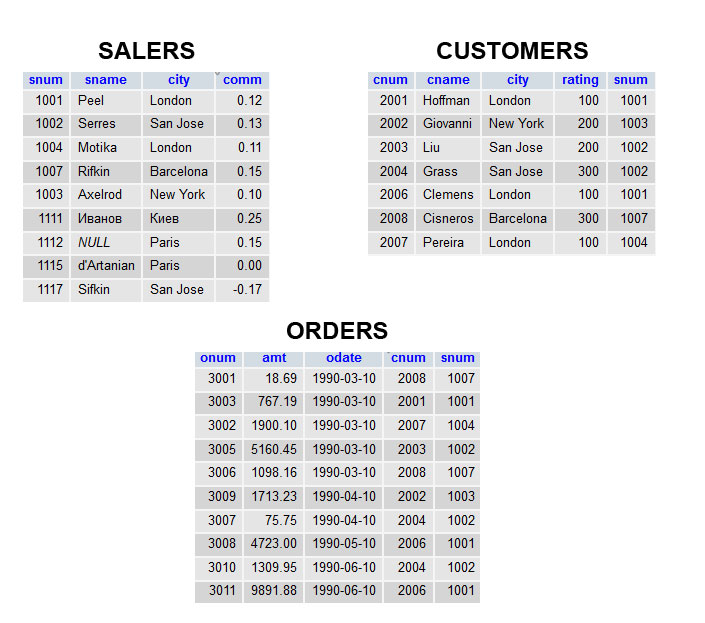 SALERS
snum sname city comm
1001 Peel London 0.12
1002 Serres San Jose 0.13
1004 Motika London 0.11
1007 Rifkin Barcelona 0.15
1003 Axelrod New York 0.10
1111 Иванов Киев 0.25
1112 NULL Paris 0.15
1115 d'Artanian Paris 0.00
1117 Sifkin San Jose -0.17
CUSTOMERS
cnum cname city rating snum
2001 Hoffman London 100 1001
2002 Giovanni New York 200 1003
2003 Liu San Jose 200 1002
2004 Grass San Jose 300 1002
2006 Clemens London 100 1001
2008 Cisneros Barcelona 300 1007
2007 Pereira London 100 1004
ORDERS
onum amt odate cnum snum
3001 18.69 1990-03-10 2008 1007
3003 767.19 1990-03-10 2001 1001
3002 1900.10 1990-03-10 2007 1004
3005 5160.45 1990-03-10 2003 1002
3006 1098.16 1990-03-10 2008 1007
3009 1713.23 1990-04-10 2002 1003
3007 75.75 1990-04-10 2004 1002
3008 4723.00 1990-05-10 2006 1001
3010 1309.95 1990-06-10 2004 1002
3011 9891.88 1990-06-10 2006 1001